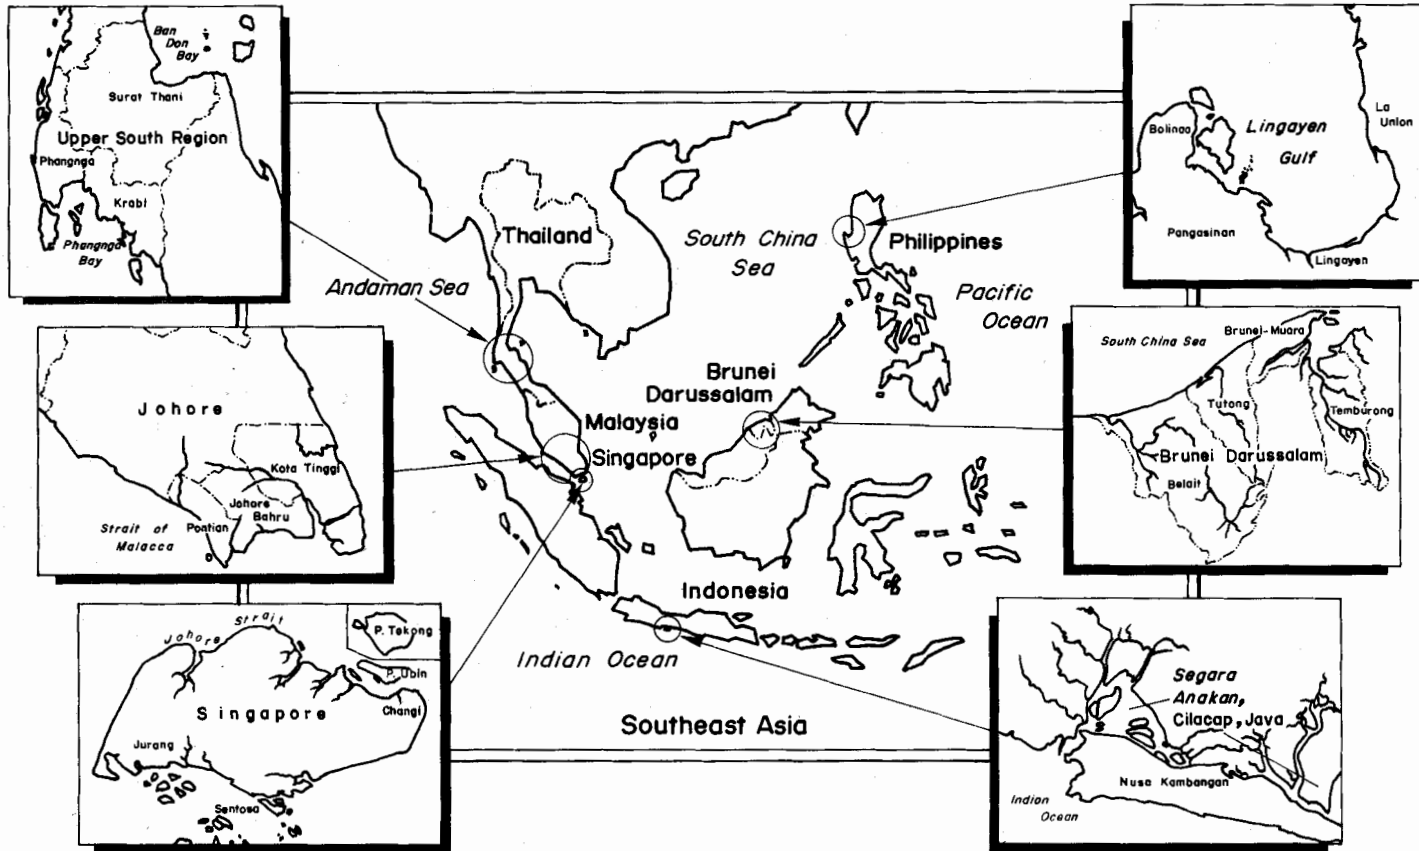 Ban
Don
Bay
Surat Thani
Upper South Region
Phangnga
Krabi
Phangnga
Bay
Johore
Kota Tinggi
Johore
Bahru
Pontian
Strait of
Malacca
Johore Strait
P. Tekong
P. Ubin
Changi
Singapore
Jurang
Sentosa
Thailand
Andaman Sea
South China
Sea
Philippines
Pacific
Ocean
Brunei
Darussalam
Malaysia
Singapore
Indonesia
Indian Ocean
Southeast Asia
Bolinao
Lingayen
Gulf
La
Union
Pangasinan
Lingayen
South China Sea
Brunei-Muara
Tutong
Temburong
Brunei Darussalam
Belait
Segara
Anakan,
Cilacap, Java
Nusa Kambangan
Indian
Ocean